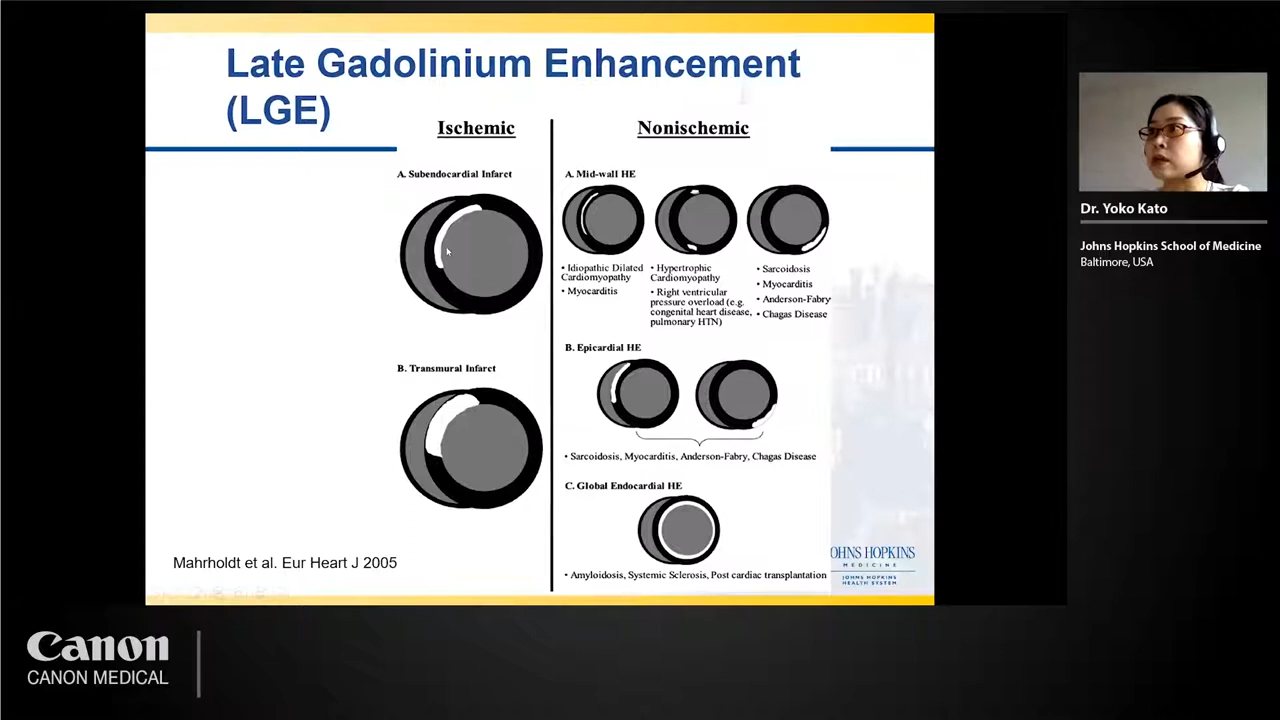 Late Gadolinium Enhancement
(LGE)
Ischemic
A. Subendocardial Infarct
B. Transmural Infarct
Nonischemic
A. Mid-wall HE
• Idiopathic Dilated
Cardiomyopathy
• Myocarditis
• Hypertrophic
Cardiomyopathy
• Right ventricular
pressure overload (e.g.
congenital heart disease,
pulmonary HTN)
• Sarcoidosis
• Myocarditis
• Anderson-Fabry
• Chagas Disease
B. Epicardial HE
• Sarcoidosis, Myocarditis, Anderson-Fabry, Chagas Disease
C. Global Endocardial HE
• Amyloidosis, Systemic Sclerosis, Post cardiac transplantation
Mahrholdt et al. Eur Heart J 2005
OHNS HOPKINS
MEDICINE
JOHNS HOPKINS
HEALTH SYSTEM
Dr. Yoko Kato
Johns Hopkins School of Medicine
Baltimore, USA
Canon
CANON MEDICAL